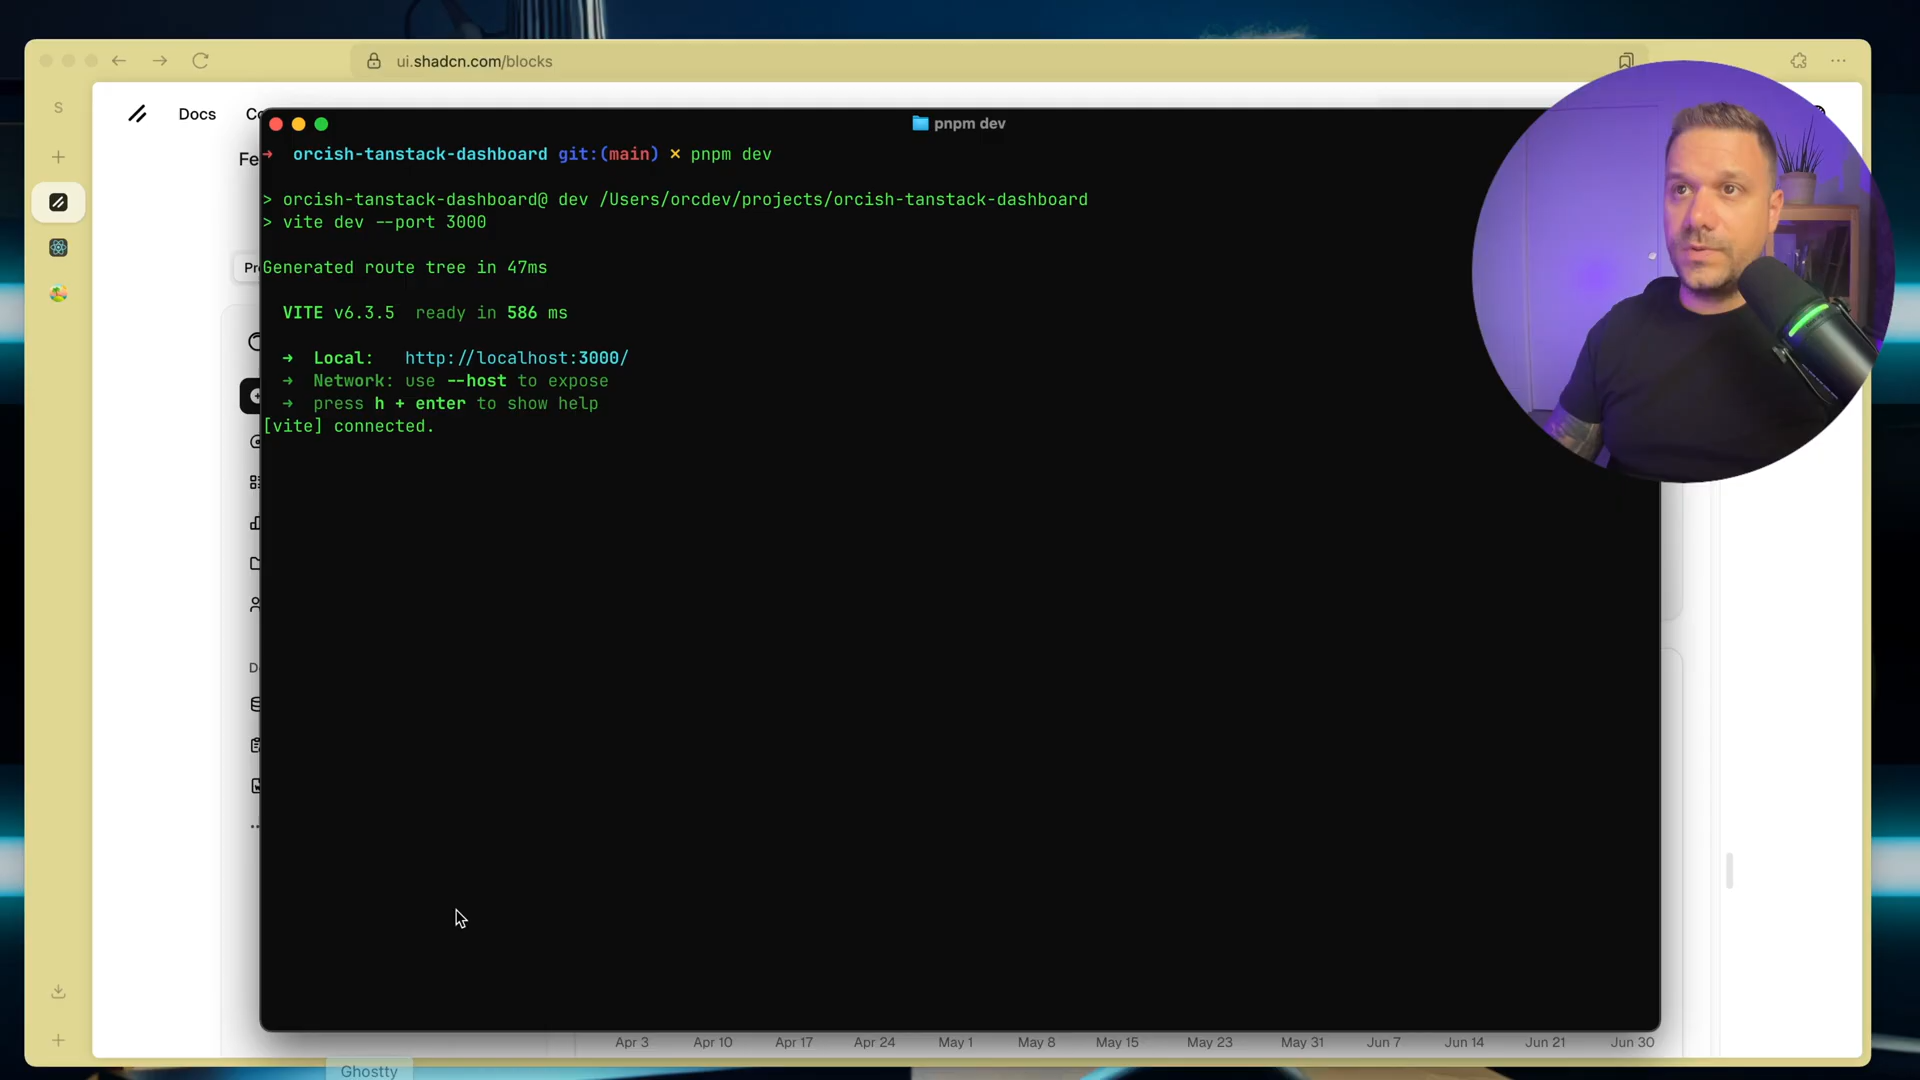 ui.shadcn.com/blocks
S
Docs
Co
Fe
pnpm dev
→ orcish-tanstack-dashboard git:(main) × pnpm dev
> orcish-tanstack-dashboard@ dev /Users/orcdev/projects/orcish-tanstack-dashboard
> vite dev --port 3000
Pr
Generated route tree in 47ms
VITE v6.3.5 ready in 586 ms
→ Local: http://localhost:3000/
→ Network: use --host to expose
→ press h + enter to show help
[vite] connected.
D
Apr 3 Apr 10 Apr 17 Apr 24 May 1 May 8 May 15 May 23 May 31 Jun 7 Jun 14 Jun 21 Jun 30
Ghostty